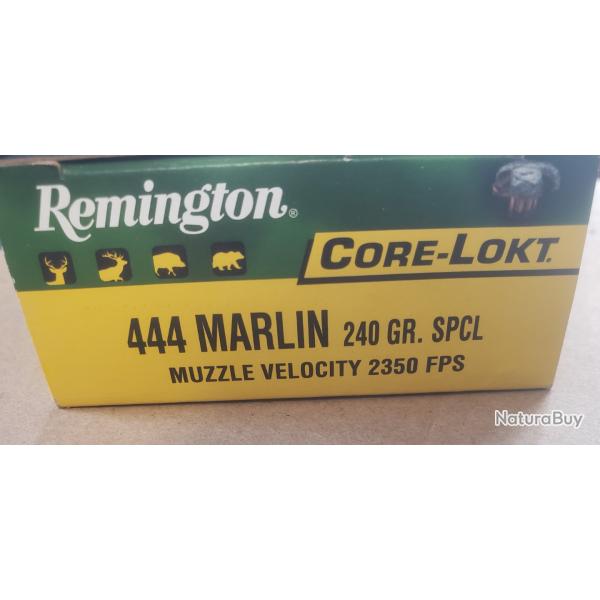 Remington®
CORE-LOKT.
444 MARLIN 240 GR. SPCL
MUZZLE VELOCITY 2350 FPS
NaturaBuy